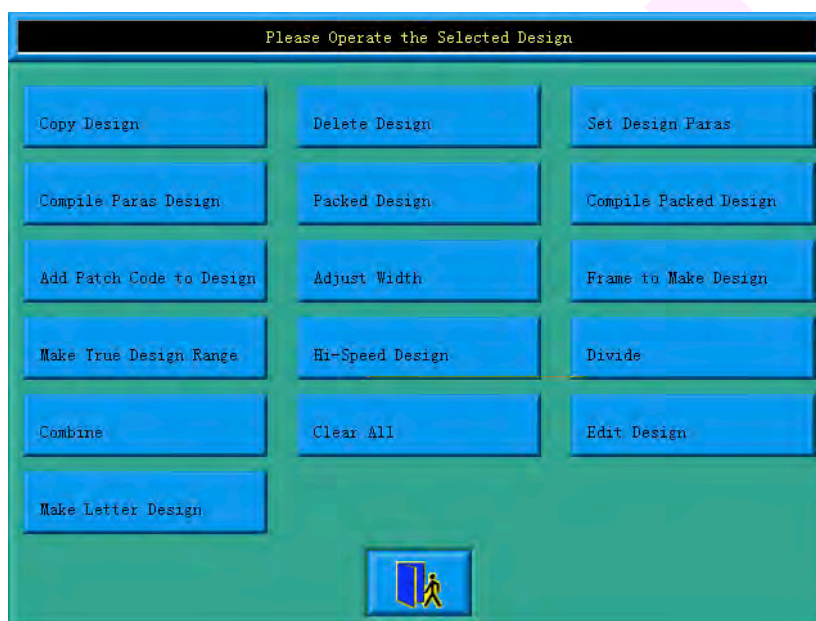 Please Operate the Selected Design
Copy Design
Delete Design
Set Design Paras
Compile Paras Design
Packed Design
Compile Packed Design
Add Patch Code to Design
Adjust Width
Frame to Make Design
Make True Design Range
Hi-Speed Design
Divide
Combine
Clear All
Edit Design
Make Letter Design